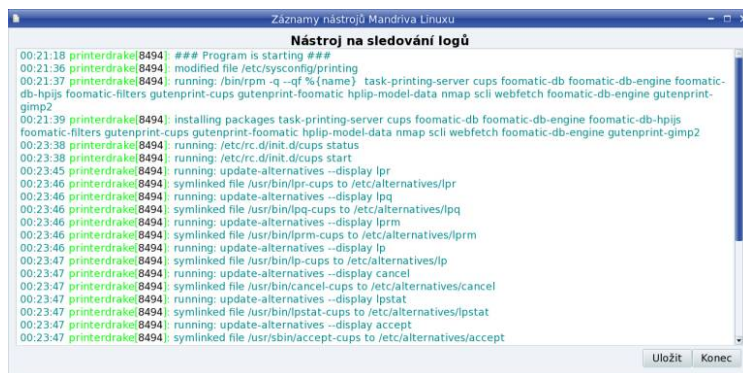 Záznamy nástrojů Mandriva Linuxu
Nástroj na sledování logů
00:21:18 printerdrake[8494]: ### Program is starting ###
00:21:36 printerdrake[8494]: modified file /etc/sysconfig/printing
00:21:37 printerdrake[8494]: running: /bin/rpm -q --qf %{name}  task-printing-server cups foomatic-db foomatic-db-engine foomatic-
db-hpijs foomatic-filters gutenprint-cups gutenprint-foomatic hplip-model-data nmap scli webfetch foomatic-db-engine gutenprint-
gimp2
00:21:39 printerdrake[8494]: installing packages task-printing-server cups foomatic-db foomatic-db-engine foomatic-db-hpijs
foomatic-filters gutenprint-cups gutenprint-foomatic hplip-model-data nmap scli webfetch foomatic-db-engine gutenprint-gimp2
00:23:38 printerdrake[8494]: running: /etc/rc.d/init.d/cups status
00:23:38 printerdrake[8494]: running: /etc/rc.d/init.d/cups start
00:23:45 printerdrake[8494]: running: update-alternatives --display lpr
00:23:46 printerdrake[8494]: symlinked file /usr/bin/lpr-cups to /etc/alternatives/lpr
00:23:46 printerdrake[8494]: running: update-alternatives --display lpq
00:23:46 printerdrake[8494]: symlinked file /usr/bin/lpq-cups to /etc/alternatives/lpq
00:23:46 printerdrake[8494]: running: update-alternatives --display lprm
00:23:46 printerdrake[8494]: symlinked file /usr/bin/lprm-cups to /etc/alternatives/lprm
00:23:46 printerdrake[8494]: running: update-alternatives --display lp
00:23:47 printerdrake[8494]: symlinked file /usr/bin/lp-cups to /etc/alternatives/lp
00:23:47 printerdrake[8494]: running: update-alternatives --display cancel
00:23:47 printerdrake[8494]: symlinked file /usr/bin/cancel-cups to /etc/alternatives/cancel
00:23:47 printerdrake[8494]: running: update-alternatives --display lpstat
00:23:47 printerdrake[8494]: symlinked file /usr/bin/lpstat-cups to /etc/alternatives/lpstat
00:23:47 printerdrake[8494]: running: update-alternatives --display accept
00:23:47 printerdrake[8494]: symlinked file /usr/sbin/accept-cups to /etc/alternatives/accept
Uložit Konec